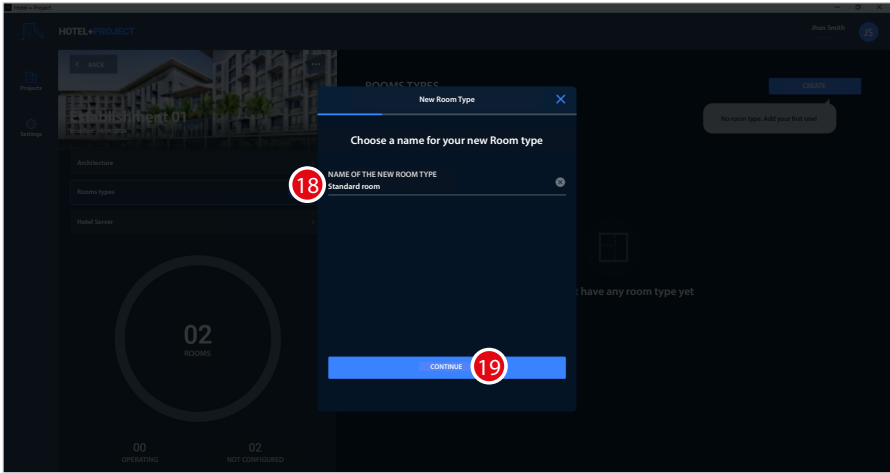 Hotel + Project
HOTEL+PROJECT
Jhon Smith
JS
Projects
Settings
BACK
Establishment 01
Architecture
Rooms types
Hotel Server
02
ROOMS
00
OPERATING
02
NOT CONFIGURED
ROOMS TYPES
CREATE
No room type. Add your first one!
New Room Type
Choose a name for your new Room type
18
NAME OF THE NEW ROOM TYPE
Standard room
CONTINUE
19
have any room type yet